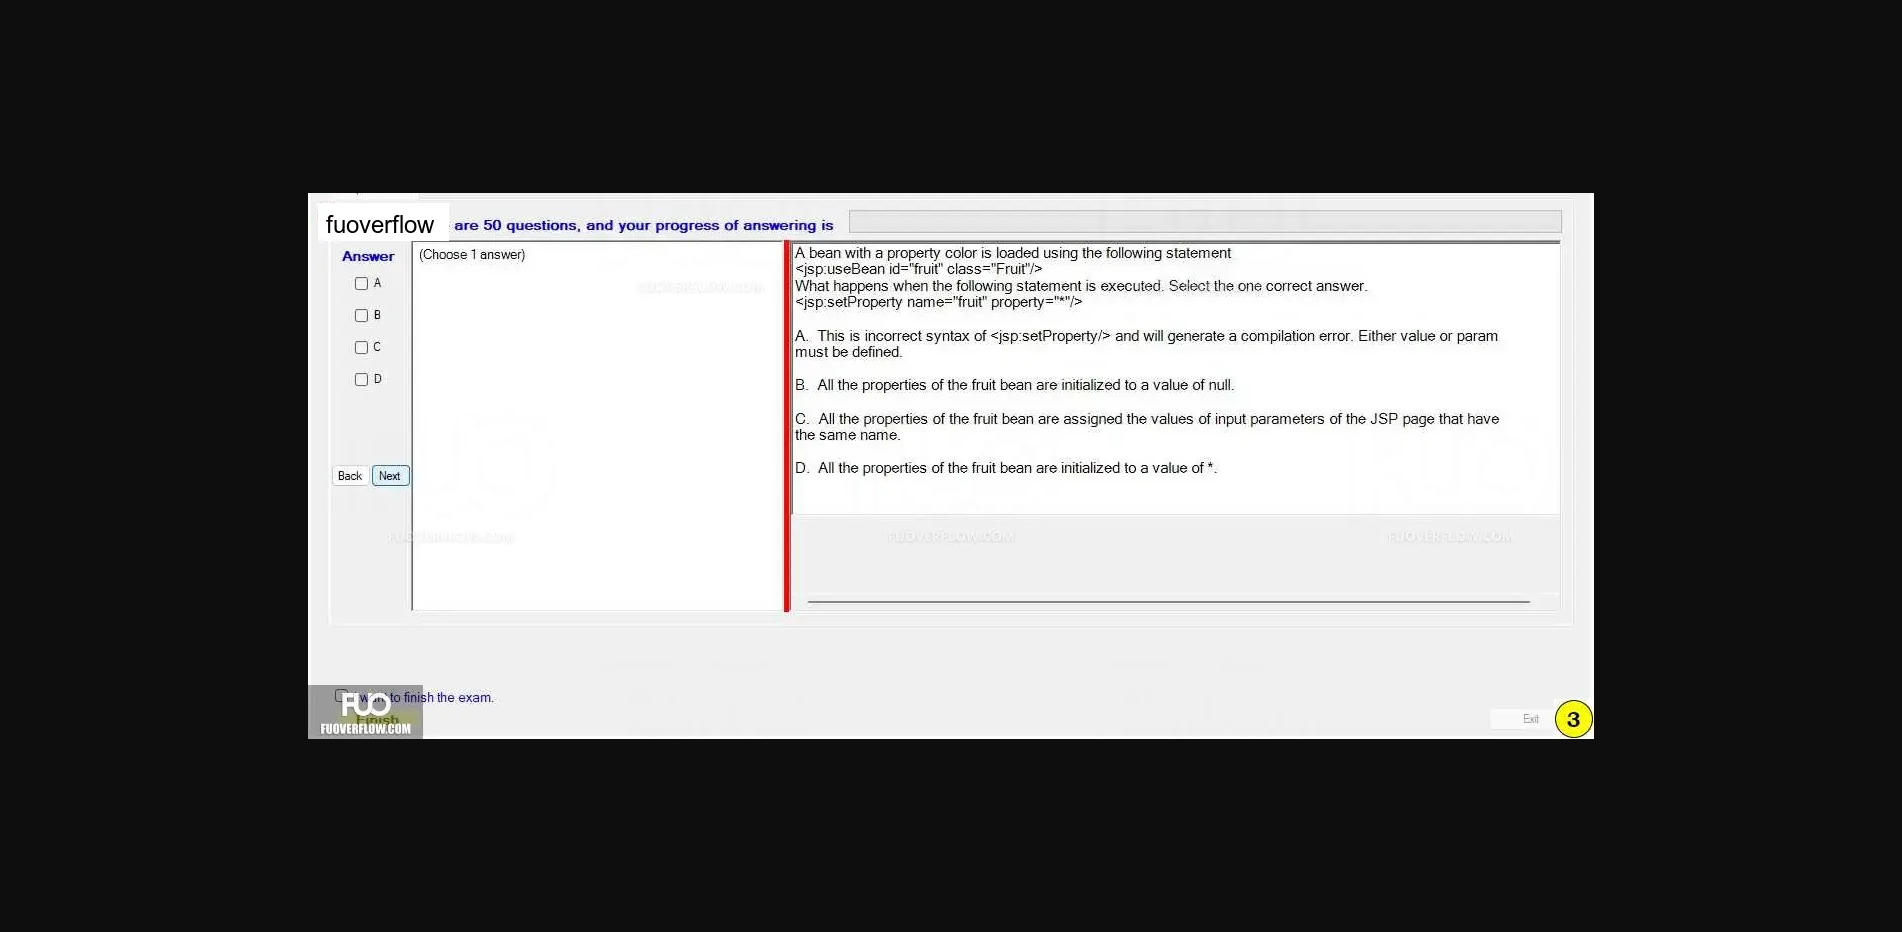 fuoverflow are 50 questions, and your progress of answering is
Answer
(Choose 1 answer)
A
B
C
D
Back Next
A bean with a property color is loaded using the following statement
<jsp:useBean id="fruit" class="Fruit"/>
What happens when the following statement is executed. Select the one correct answer.
<jsp:setProperty name="fruit" property="*"/>
A. This is incorrect syntax of <jsp:setProperty/> and will generate a compilation error. Either value or param
must be defined.
B. All the properties of the fruit bean are initialized to a value of null.
C. All the properties of the fruit bean are assigned the values of input parameters of the JSP page that have
the same name.
D. All the properties of the fruit bean are initialized to a value of *.
FUOVERFLOW.COM
FUOVERFLOW.COM
FUOVERFLOW.COM
FUOVERFLOW.COM
I want to finish the exam.
FUO
Finish
FUOVERFLOW.COM
Exit
3